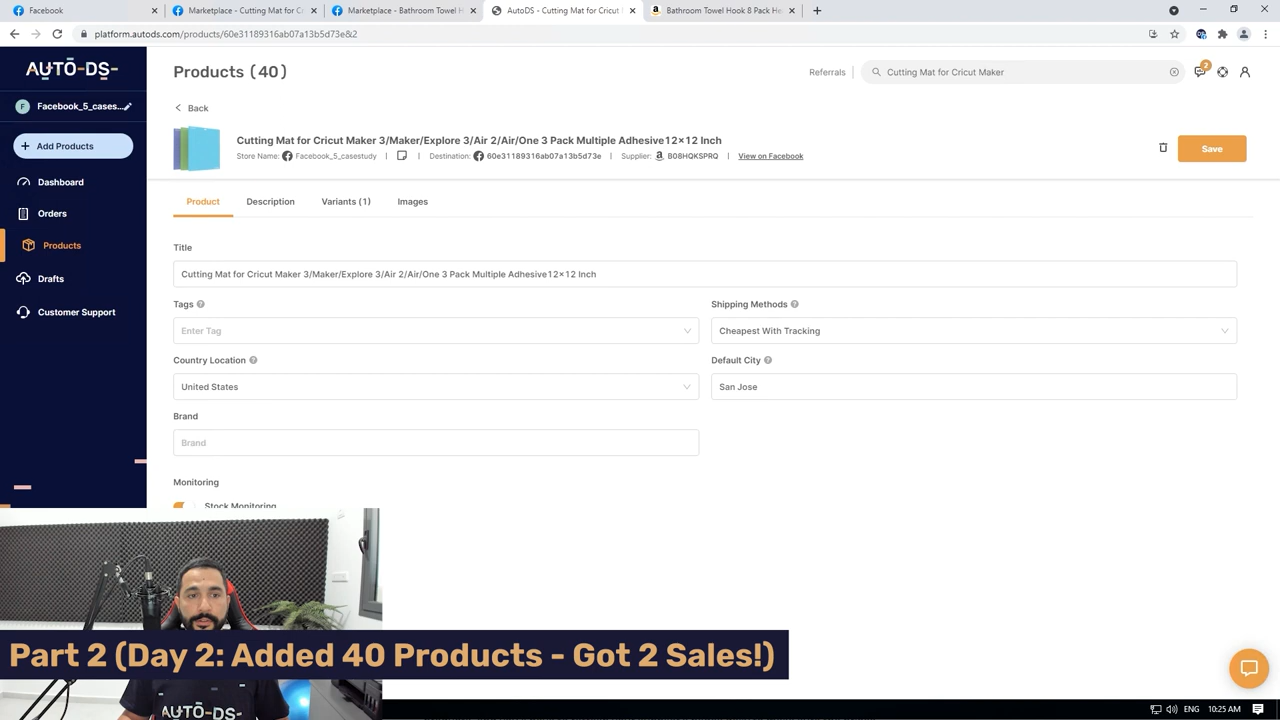 Facebook
Marketplace - Cutting Mat for C
Marketplace - Bathroom Towel H
AutoDS - Cutting Mat for Cricut
Bathroom Towel Hook 8 Pack He
platform.autods.com/products/60e31189316ab07a13b5d73e&2
AUTO-DS-
Products (40)
Referrals
Cutting Mat for Cricut Maker
2
F Facebook_5_cases...
Back
Add Products
Cutting Mat for Cricut Maker 3/Maker/Explore 3/Air 2/Air/One 3 Pack Multiple Adhesive12×12 Inch
Store Name: Facebook_5_casestudy | | Destination: 60e31189316ab07a13b5d73e | Supplier: B08HQKSPRQ | View on Facebook
Save
Dashboard
Orders
Products
Drafts
Customer Support
Product
Description
Variants (1)
Images
Title
Cutting Mat for Cricut Maker 3/Maker/Explore 3/Air 2/Air/One 3 Pack Multiple Adhesive12×12 Inch
Tags
Shipping Methods
Enter Tag
Cheapest With Tracking
Country Location
Default City
United States
San Jose
Brand
Brand
Monitoring
Stock Monitoring
Part 2 (Day 2: Added 40 Products - Got 2 Sales!)
AUTO-DS-
ENG
10:25 AM